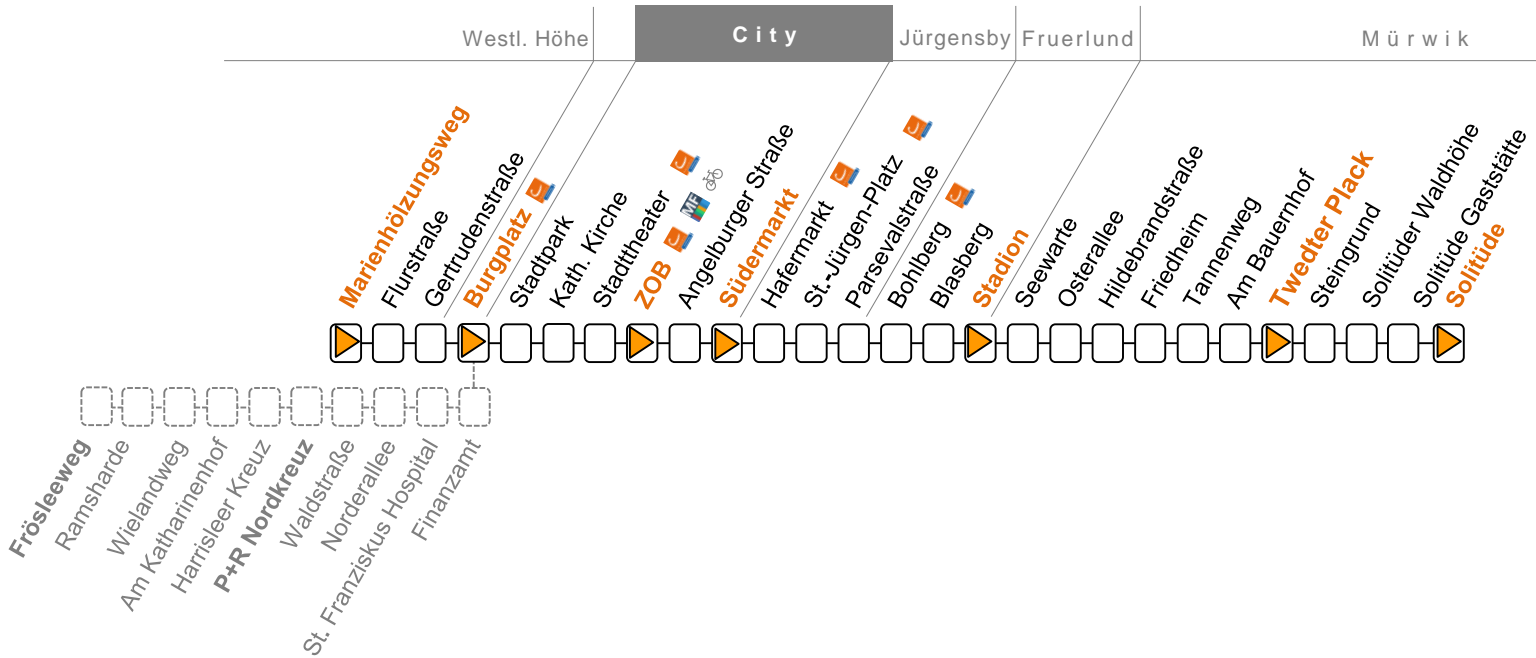 Westl. Höhe
City
Jürgensby
Fruerlund
Mürwik
Marienhölzungsweg
Flurstraße
Gertrudenstraße
Burgplatz
Stadtpark
Kath. Kirche
Stadttheater
ZOB
MF
Angelburger Straße
Südermarkt
Hafermarkt
St.-Jürgen-Platz
Parsevalstraße
Bohlberg
Blasberg
Stadion
Seewarte
Osterallee
Hildebrandstraße
Friedheim
Tannenweg
Am Bauernhof
Twedter Plack
Steingrund
Solitüder Waldhöhe
Solitüde Gaststätte
Solitüde
Frösleeweg
Ramsharde
Wielandweg
Am Katharinenhof
Harrisleer Kreuz
P+R Nordkreuz
Waldstraße
Norderallee
St. Franziskus Hospital
Finanzamt